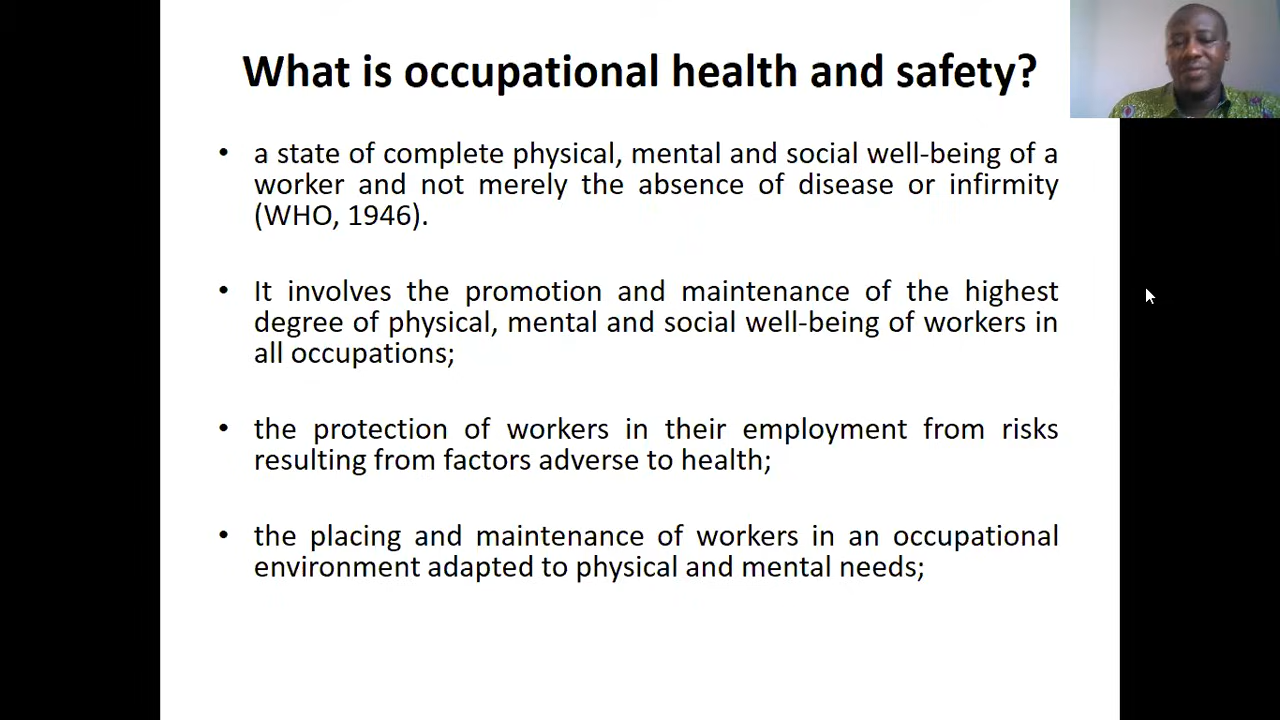 What is occupational health and safety?
• a state of complete physical, mental and social well-being of a
worker and not merely the absence of disease or infirmity
(WHO, 1946).
• It involves the promotion and maintenance of the highest
degree of physical, mental and social well-being of workers in
all occupations;
• the protection of workers in their employment from risks
resulting from factors adverse to health;
• the placing and maintenance of workers in an occupational
environment adapted to physical and mental needs;